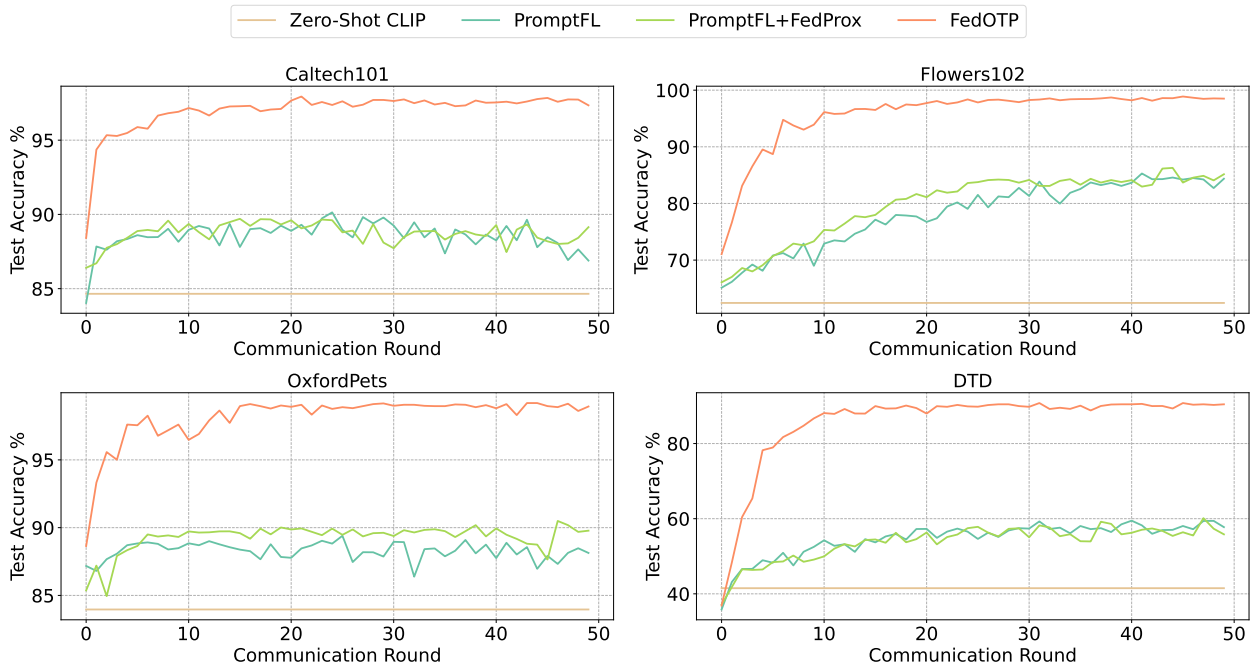 Zero-Shot CLIP PromptFL PromptFL+FedProx FedOTP
Caltech101
Test Accuracy %
95
90
85
0 10 20 30 40 50
Communication Round
Flowers102
Test Accuracy %
100
90
80
70
0 10 20 30 40 50
Communication Round
OxfordPets
Test Accuracy %
95
90
85
0 10 20 30 40 50
Communication Round
DTD
Test Accuracy %
80
60
40
0 10 20 30 40 50
Communication Round